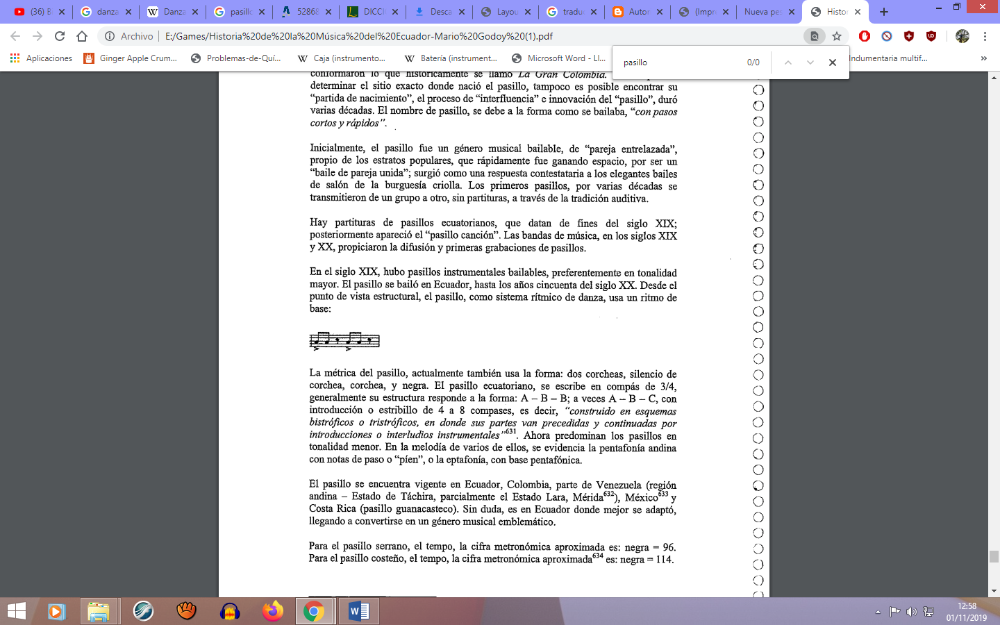 (36) B
danza
Danza
pasillo
52868
DICCI
Desca
Layou
tradu
Autor
(Impre
Nueva pes
Histor
Archivo
E:/Games/Historia%20de%20la%20Música%20del%20Ecuador-Mario%20Godoy%20(1).pdf
Aplicaciones
Ginger Apple Crum...
Problemas-de-Quí...
Caja (instrumento...
Batería (instrument...
Microsoft Word - Ll...
Indumentaria multif...
»
pasillo
0/0
conformaron lo que históricamente se llamó La Gran Colombia.
determinar el sitio exacto donde nació el pasillo, tampoco es posible encontrar su
“partida de nacimiento”, el proceso de “interfluencia” e innovación del “pasillo”, duró
varias décadas. El nombre de pasillo, se debe a la forma como se bailaba, “con pasos
cortos y rápidos”.
Inicialmente, el pasillo fue un género musical bailable, de “pareja entrelazada”,
propio de los estratos populares, que rápidamente fue ganando espacio, por ser un
“baile de pareja unida”; surgió como una respuesta contestataria a los elegantes bailes
de salón de la burguesía criolla. Los primeros pasillos, por varias décadas se
transmitieron de un grupo a otro, sin partituras, a través de la tradición auditiva.
Hay partituras de pasillos ecuatorianos, que datan de fines del siglo XIX;
posteriormente apareció el “pasillo canción”. Las bandas de música, en los siglos XIX
y XX, propiciaron la difusión y primeras grabaciones de pasillos.
En el siglo XIX, hubo pasillos instrumentales bailables, preferentemente en tonalidad
mayor. El pasillo se bailó en Ecuador, hasta los años cincuenta del siglo XX. Desde el
punto de vista estructural, el pasillo, como sistema rítmico de danza, usa un ritmo de
base:
La métrica del pasillo, actualmente también usa la forma: dos corcheas, silencio de
corchea, corchea, y negra. El pasillo ecuatoriano, se escribe en compás de 3/4,
generalmente su estructura responde a la forma: A – B – B; a veces A – B – C, con
introducción o estribillo de 4 a 8 compases, es decir, “construido en esquemas
bistróficos o tristróficos, en donde sus partes van precedidas y continuadas por
introducciones o interludios instrumentales”631. Ahora predominan los pasillos en
tonalidad menor. En la melodía de varios de ellos, se evidencia la pentafonía andina
con notas de paso o “píen”, o la eptafonía, con base pentafónica.
El pasillo se encuentra vigente en Ecuador, Colombia, parte de Venezuela (región
andina – Estado de Táchira, parcialmente el Estado Lara, Mérida632), México633 y
Costa Rica (pasillo guanacasteco). Sin duda, es en Ecuador donde mejor se adaptó,
llegando a convertirse en un género musical emblemático.
Para el pasillo serrano, el tempo, la cifra metronómica aproximada es: negra = 96.
Para el pasillo costeño, el tempo, la cifra metronómica aproximada634 es: negra = 114.
12:58
01/11/2019